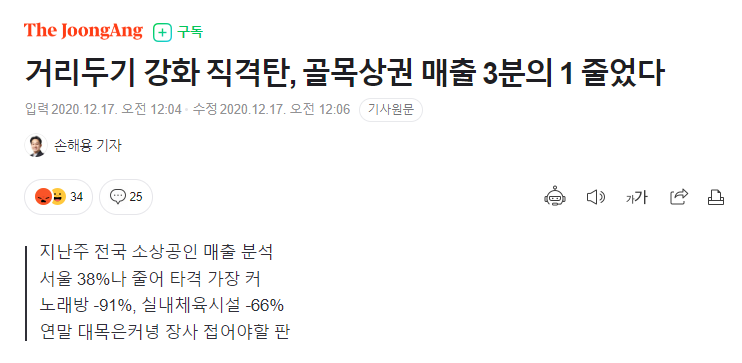 The JoongAng 구독
거리두기 강화 직격탄, 골목상권 매출 3분의 1 줄었다
입력 2020.12.17. 오전 12:04 · 수정 2020.12.17. 오전 12:06 기사원문
손해용 기자
34 25
가가
지난주 전국 소상공인 매출 분석
서울 38%나 줄어 타격 가장 커
노래방 -91%, 실내체육시설 -66%
연말 대목은커녕 장사 접어야할 판